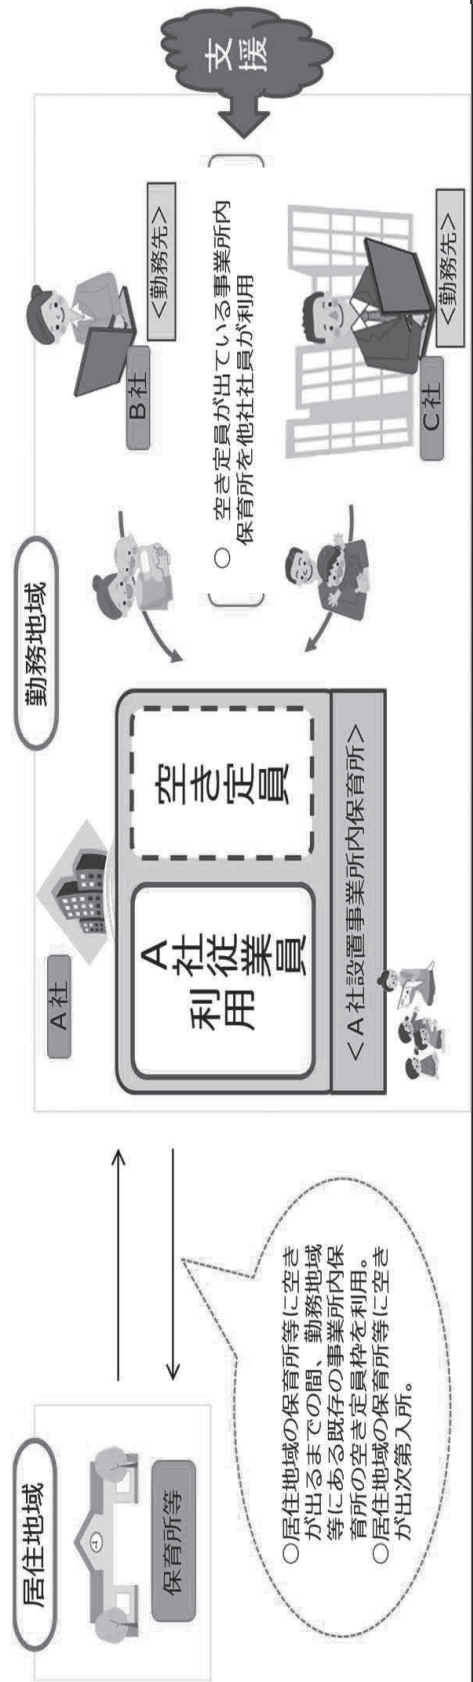 居住地域
保育所等
○居住地域の保育所等に空き
が出るまでの間、勤務地域
等にある既存の事業所内保
育所の空き定員枠を利用。
○居住地域の保育所等に空き
が出次第入所。
勤務地域
A社
A社従業員
利用
空き定員
<A社設置事業所内保育所>
○　空き定員が出ている事業所内
保育所を他社社員が利用
B社
<勤務先>
C社
<勤務先>
支援